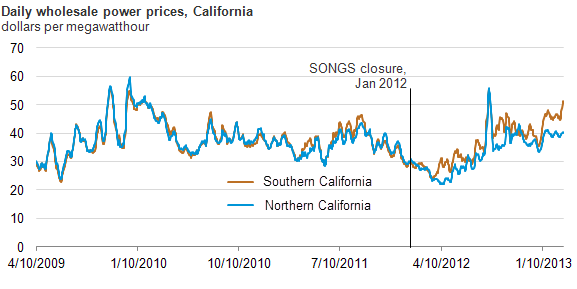 Daily wholesale power prices, California
dollars per megawatthour
70
60
50
40
30
20
10
0
SONGS closure,
Jan 2012
Southern California
Northern California
4/10/2009
1/10/2010
10/10/2010
7/10/2011
4/10/2012
1/10/2013